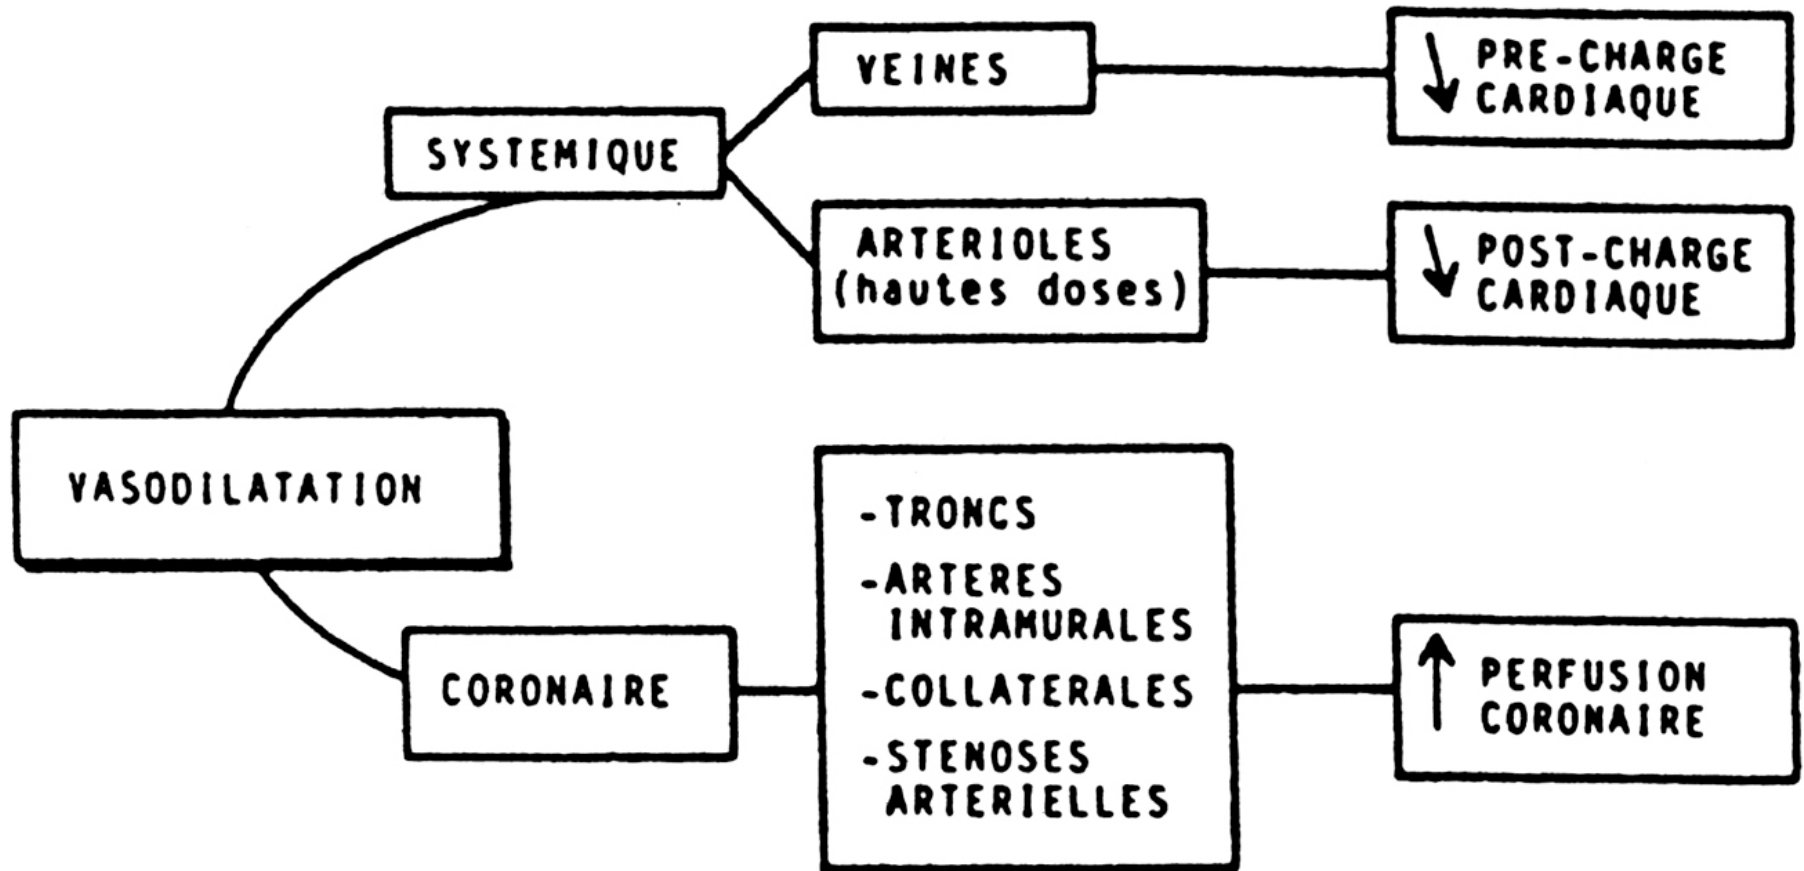 VEINES
↓ PRE-CHARGE
CARDIAQUE
SYSTEMIQUE
ARTERIOLES
(hautes doses)
↓ POST-CHARGE
CARDIAQUE
VASODILATATION
-TRONCS
-ARTERES
INTRAMURALES
-COLLATERALES
-STENOSES
ARTERIELLES
CORONAIRE
↑ PERFUSION
CORONAIRE